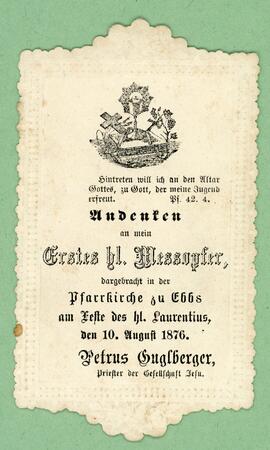 Hintreten will ich an den Altar
Gottes, zu Gott, der meine Jugend
erfreut. Ps. 42. 4.
Andenken
an mein
Erstes hl. Messopfer,
dargebracht in der
Pfarrkirche zu Ebbs
am Feste des hl. Laurentius,
den 10. August 1876.
Petrus Guglberger,
Priester der Gesellschaft Jesu.